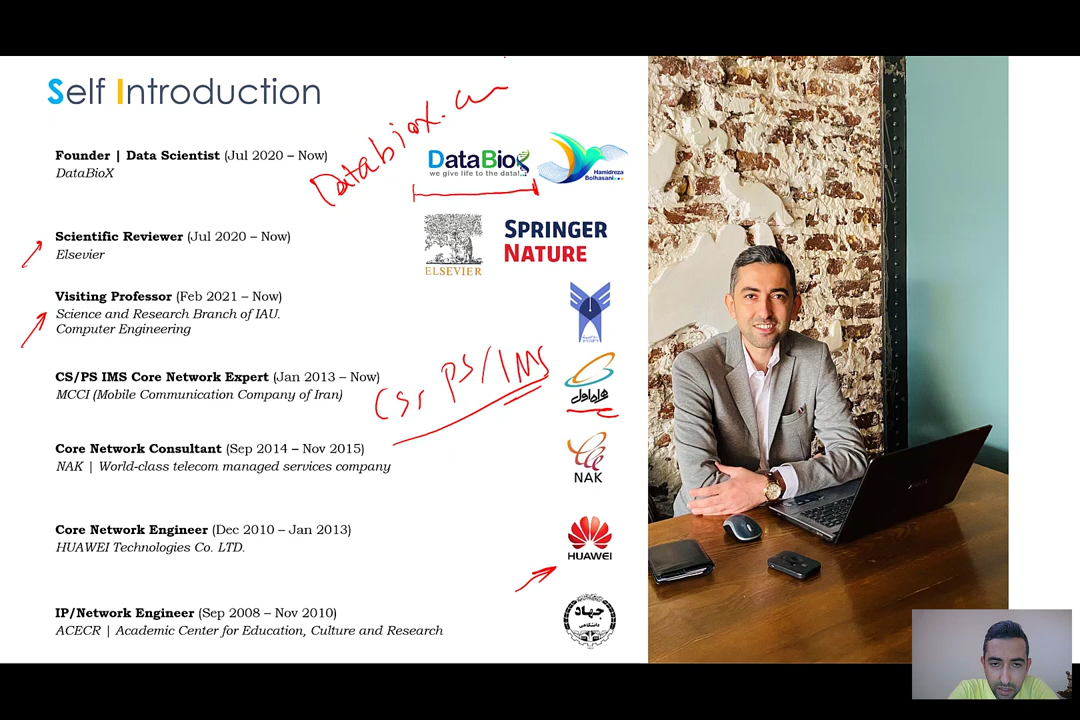 Self Introduction
Databiox.
Founder | Data Scientist (Jul 2020 – Now)
DataBioX
DataBioX
we give life to the data!...
Hamidreza
Bolhasani...
Scientific Reviewer (Jul 2020 – Now)
Elsevier
ELSEVIER
SPRINGER
NATURE
Visiting Professor (Feb 2021 – Now)
Science and Research Branch of IAU.
Computer Engineering
CS/PS IMS Core Network Expert (Jan 2013 – Now)
MCCI (Mobile Communication Company of Iran)
CS, PS/IMS
همراه اول
Core Network Consultant (Sep 2014 – Nov 2015)
NAK | World-class telecom managed services company
NAK
Core Network Engineer (Dec 2010 – Jan 2013)
HUAWEI Technologies Co. LTD.
HUAWEI
IP/Network Engineer (Sep 2008 – Nov 2010)
ACECR | Academic Center for Education, Culture and Research
جهاد
دانشگاهی